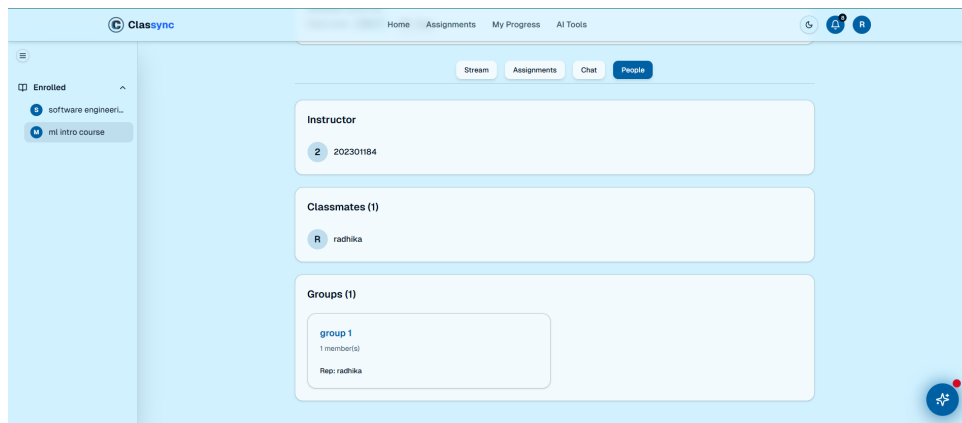 C Classync
Home Assignments My Progress AI Tools
R
Stream Assignments Chat People
Enrolled
S software engineeri...
M ml intro course
Instructor
2 202301184
Classmates (1)
R radhika
Groups (1)
group 1
1 member(s)
Rep: radhika